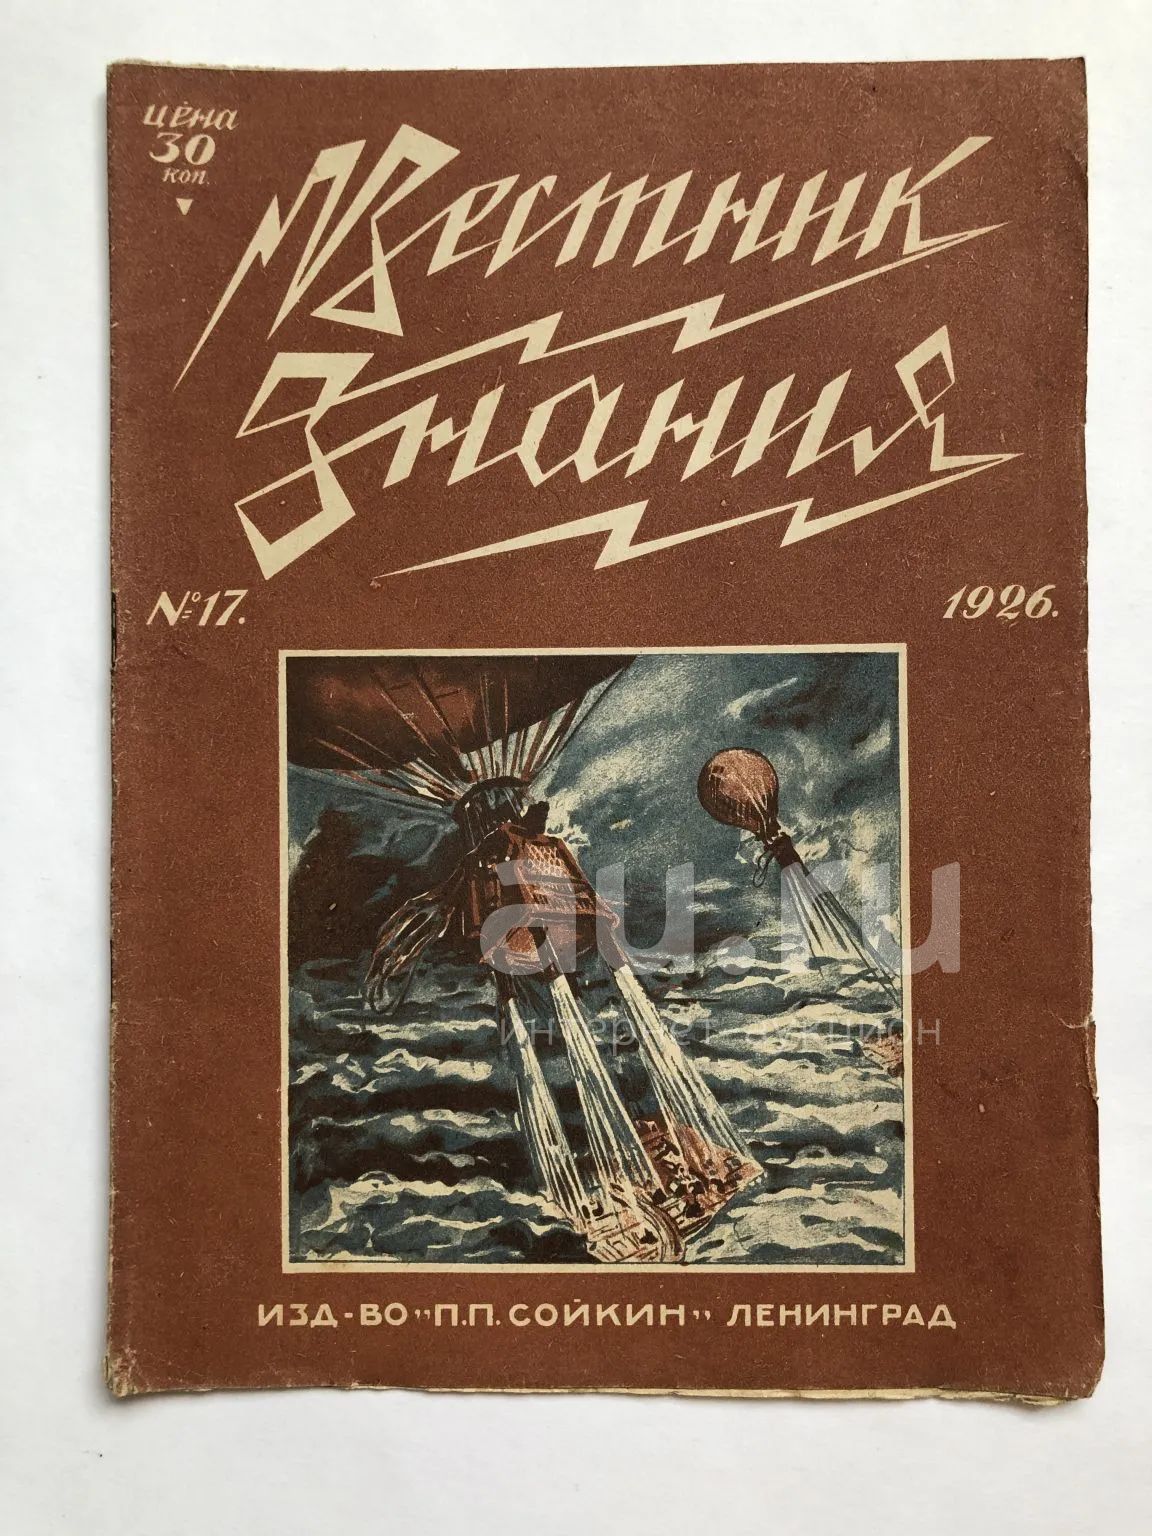 цена
30
коп.
Вестник
Знания
№17.
1926.
au.ru
интернет аукцион
ИЗД-ВО „П.П. СОЙКИН” ЛЕНИНГРАД